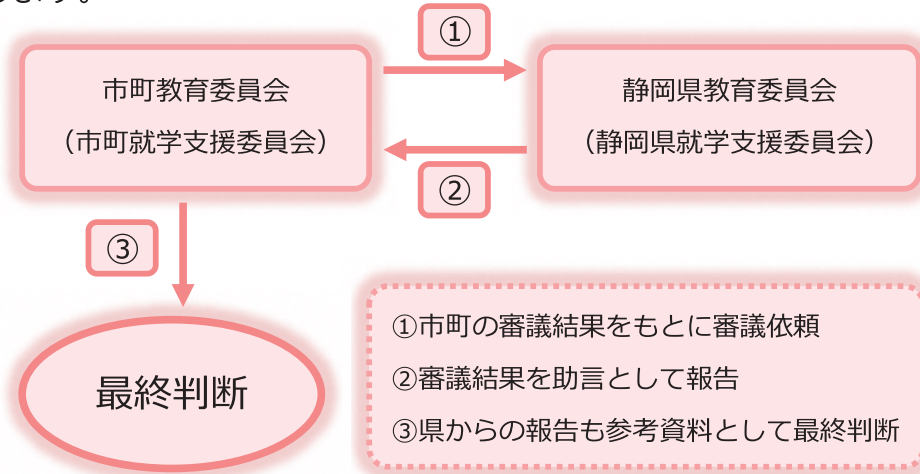 ①
市町教育委員会
（市町就学支援委員会）
静岡県教育委員会
（静岡県就学支援委員会）
②
③
最終判断
①市町の審議結果をもとに審議依頼
②審議結果を助言として報告
③県からの報告も参考資料として最終判断